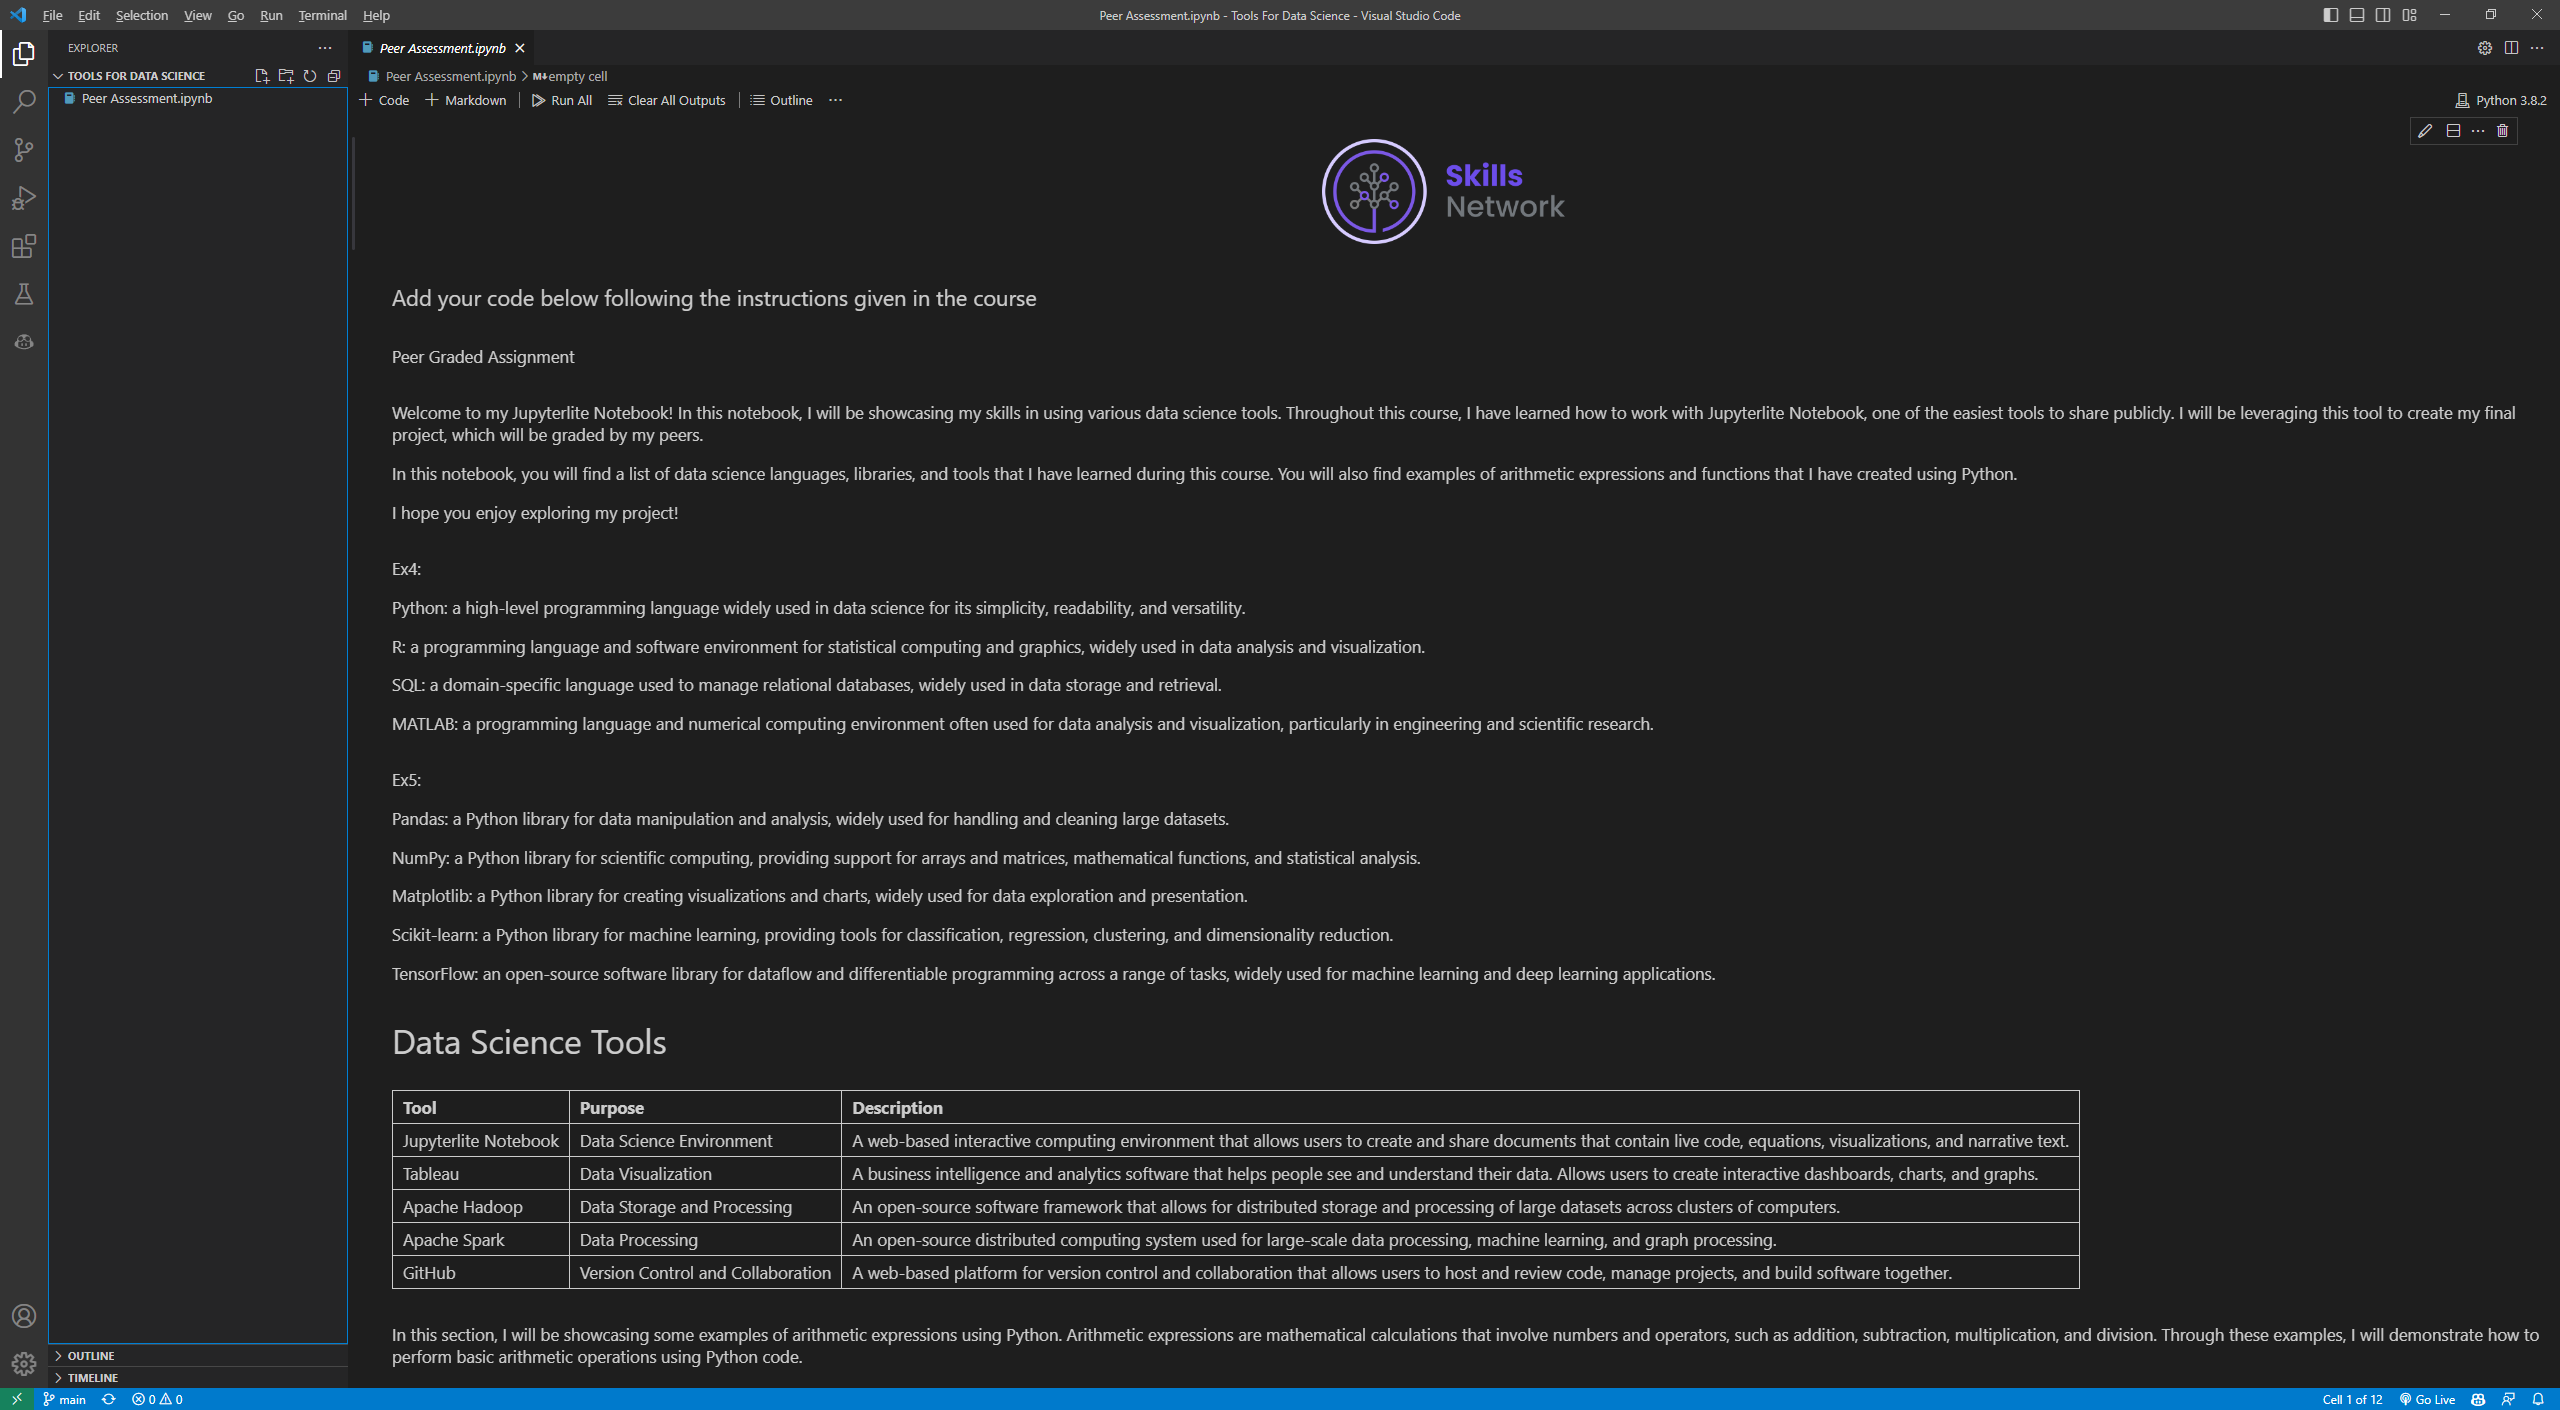 File Edit Selection View Go Run Terminal Help
Peer Assessment.ipynb - Tools For Data Science - Visual Studio Code
EXPLORER
TOOLS FOR DATA SCIENCE
Peer Assessment.ipynb
Peer Assessment.ipynb
Peer Assessment.ipynb > M↓empty cell
Code Markdown Run All Clear All Outputs Outline
Python 3.8.2
Skills
Network
Add your code below following the instructions given in the course
Peer Graded Assignment
Welcome to my Jupyterlite Notebook! In this notebook, I will be showcasing my skills in using various data science tools. Throughout this course, I have learned how to work with Jupyterlite Notebook, one of the easiest tools to share publicly. I will be leveraging this tool to create my final
project, which will be graded by my peers.
In this notebook, you will find a list of data science languages, libraries, and tools that I have learned during this course. You will also find examples of arithmetic expressions and functions that I have created using Python.
I hope you enjoy exploring my project!
Ex4:
Python: a high-level programming language widely used in data science for its simplicity, readability, and versatility.
R: a programming language and software environment for statistical computing and graphics, widely used in data analysis and visualization.
SQL: a domain-specific language used to manage relational databases, widely used in data storage and retrieval.
MATLAB: a programming language and numerical computing environment often used for data analysis and visualization, particularly in engineering and scientific research.
Ex5:
Pandas: a Python library for data manipulation and analysis, widely used for handling and cleaning large datasets.
NumPy: a Python library for scientific computing, providing support for arrays and matrices, mathematical functions, and statistical analysis.
Matplotlib: a Python library for creating visualizations and charts, widely used for data exploration and presentation.
Scikit-learn: a Python library for machine learning, providing tools for classification, regression, clustering, and dimensionality reduction.
TensorFlow: an open-source software library for dataflow and differentiable programming across a range of tasks, widely used for machine learning and deep learning applications.
Data Science Tools
Tool Purpose Description
Jupyterlite Notebook Data Science Environment A web-based interactive computing environment that allows users to create and share documents that contain live code, equations, visualizations, and narrative text.
Tableau Data Visualization A business intelligence and analytics software that helps people see and understand their data. Allows users to create interactive dashboards, charts, and graphs.
Apache Hadoop Data Storage and Processing An open-source software framework that allows for distributed storage and processing of large datasets across clusters of computers.
Apache Spark Data Processing An open-source distributed computing system used for large-scale data processing, machine learning, and graph processing.
GitHub Version Control and Collaboration A web-based platform for version control and collaboration that allows users to host and review code, manage projects, and build software together.
In this section, I will be showcasing some examples of arithmetic expressions using Python. Arithmetic expressions are mathematical calculations that involve numbers and operators, such as addition, subtraction, multiplication, and division. Through these examples, I will demonstrate how to
perform basic arithmetic operations using Python code.
OUTLINE
TIMELINE
main 0 0
Cell 1 of 12 Go Live